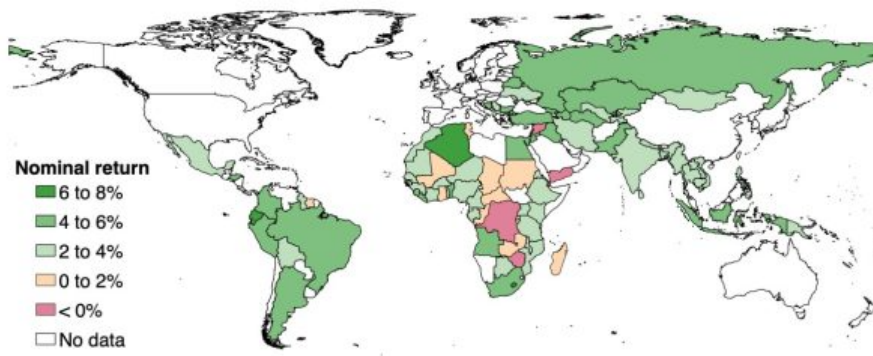 Nominal return
6 to 8%
4 to 6%
2 to 4%
0 to 2%
< 0%
No data